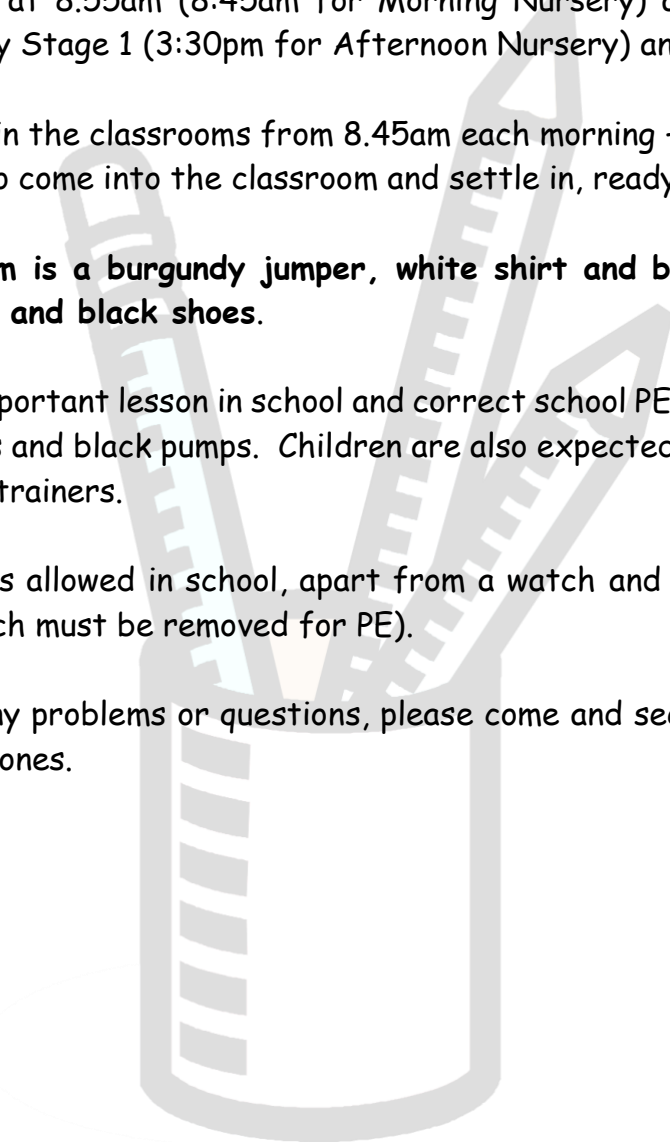 at 8.55am (8:45am for Morning Nursery)
y Stage 1 (3:30pm for Afternoon Nursery) an
in the classrooms from 8.45am each morning -
o come into the classroom and settle in, ready
m is a burgundy jumper, white shirt and b
and black shoes.
portant lesson in school and correct school PE
s and black pumps. Children are also expected
trainers.
s allowed in school, apart from a watch and
ch must be removed for PE).
ny problems or questions, please come and see
ones.